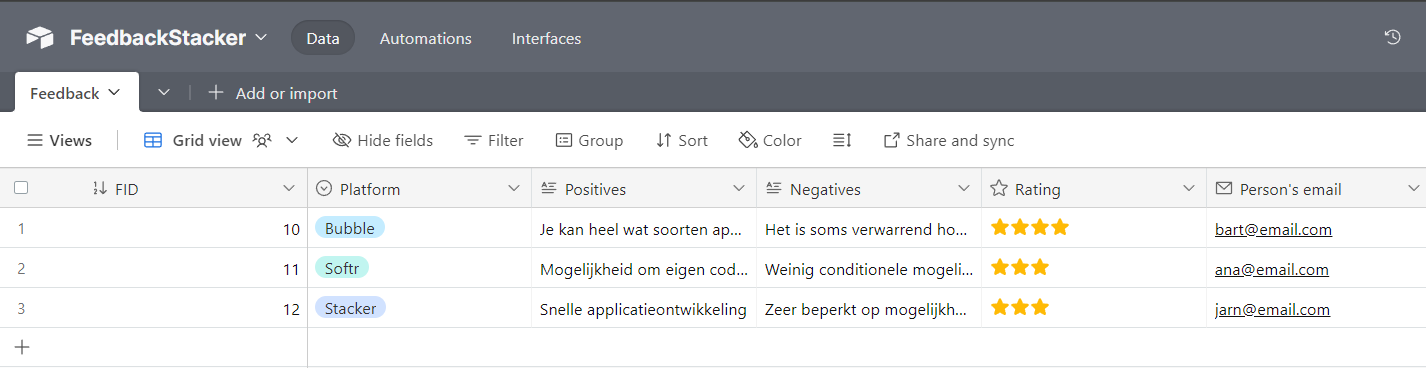 FeedbackStacker Data Automations Interfaces
Feedback Add or import
Views Grid view Hide fields Filter Group Sort Color Share and sync
FID Platform Positives Negatives Rating Person's email
1 10 Bubble Je kan heel wat soorten ap... Het is soms verwarrend ho... bart@email.com
2 11 Softr Mogelijkheid om eigen cod... Weinig conditionele mogeli... ana@email.com
3 12 Stacker Snelle applicatieontwikkeling Zeer beperkt op mogelijkh... jarn@email.com